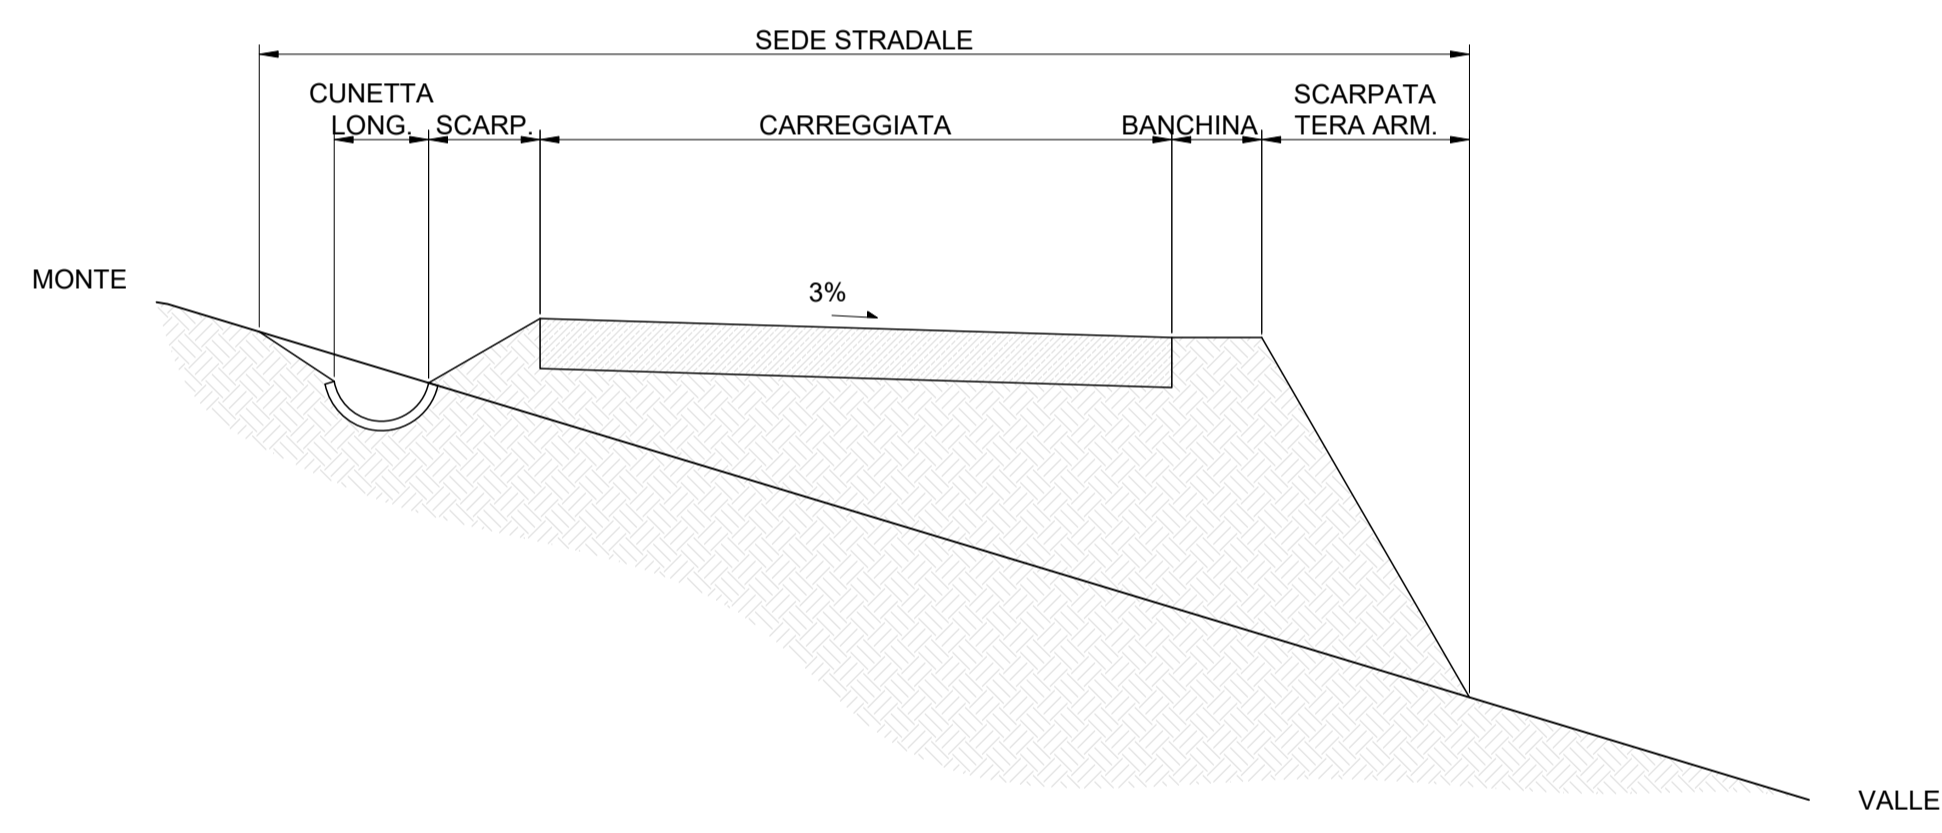 SEDE STRADALE
CUNETTA
LONG.
SCARP.
CARREGGIATA
BANCHINA
SCARPATA
TERA ARM.
MONTE
3%
VALLE